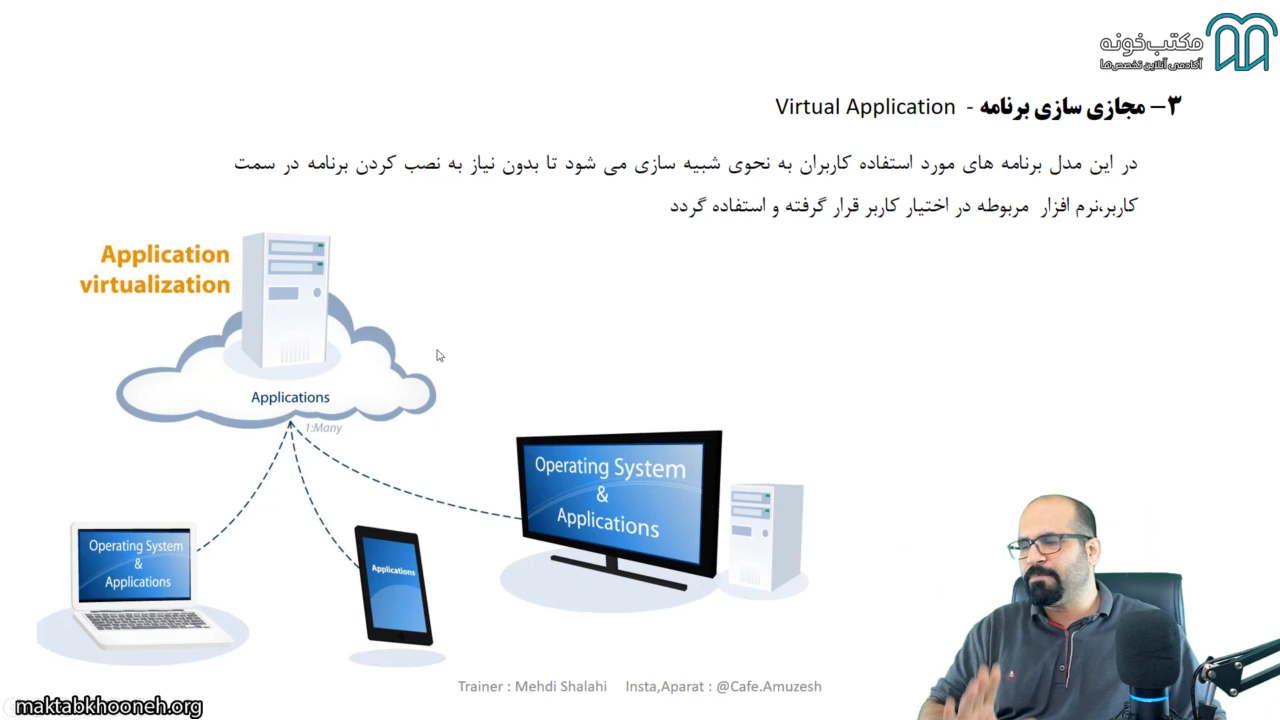 مکتب‌خونه
آکادمی آنلاین تخصص‌ها
۳- مجازی سازی برنامه - Virtual Application
در این مدل برنامه های مورد استفاده کاربران به نحوی شبیه سازی می شود تا بدون نیاز به نصب کردن برنامه در سمت
کاربر،نرم افزار مربوطه در اختیار کاربر قرار گرفته و استفاده گردد
Application
virtualization
Applications
1:Many
Operating System
&
Applications
Operating System
&
Applications
Applications
Trainer : Mehdi Shalahi Insta,Aparat : @Cafe.Amuzesh
maktabkhooneh.org